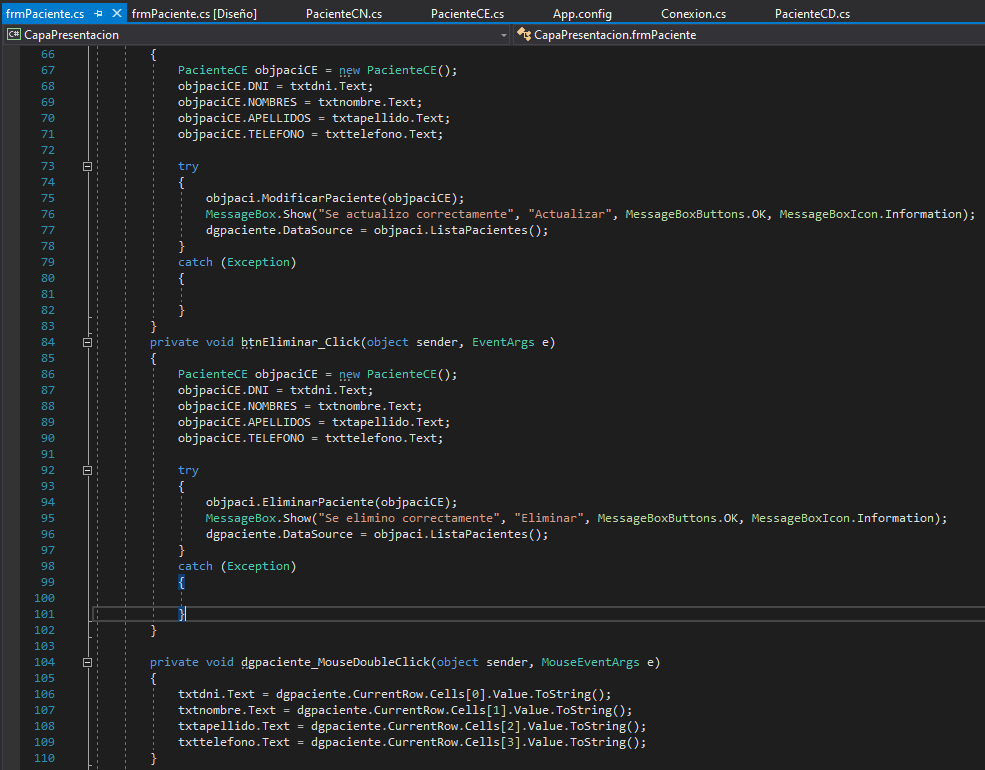 frmPaciente.cs frmPaciente.cs [Diseño] PacienteCN.cs PacienteCE.cs App.config Conexion.cs PacienteCD.cs
C# CapaPresentacion CapaPresentacion.frmPaciente
66 {
67 PacienteCE objpaciCE = new PacienteCE();
68 objpaciCE.DNI = txtdni.Text;
69 objpaciCE.NOMBRES = txtnombre.Text;
70 objpaciCE.APELLIDOS = txtapellido.Text;
71 objpaciCE.TELEFONO = txttelefono.Text;
72
73 try
74 {
75 objpaci.ModificarPaciente(objpaciCE);
76 MessageBox.Show("Se actualizo correctamente", "Actualizar", MessageBoxButtons.OK, MessageBoxIcon.Information);
77 dgpaciente.DataSource = objpaci.ListaPacientes();
78 }
79 catch (Exception)
80 {
81
82 }
83 }
84 private void btnEliminar_Click(object sender, EventArgs e)
85 {
86 PacienteCE objpaciCE = new PacienteCE();
87 objpaciCE.DNI = txtdni.Text;
88 objpaciCE.NOMBRES = txtnombre.Text;
89 objpaciCE.APELLIDOS = txtapellido.Text;
90 objpaciCE.TELEFONO = txttelefono.Text;
91
92 try
93 {
94 objpaci.EliminarPaciente(objpaciCE);
95 MessageBox.Show("Se elimino correctamente", "Eliminar", MessageBoxButtons.OK, MessageBoxIcon.Information);
96 dgpaciente.DataSource = objpaci.ListaPacientes();
97 }
98 catch (Exception)
99 {
100
101 }
102 }
103
104 private void dgpaciente_MouseDoubleClick(object sender, MouseEventArgs e)
105 {
106 txtdni.Text = dgpaciente.CurrentRow.Cells[0].Value.ToString();
107 txtnombre.Text = dgpaciente.CurrentRow.Cells[1].Value.ToString();
108 txtapellido.Text = dgpaciente.CurrentRow.Cells[2].Value.ToString();
109 txttelefono.Text = dgpaciente.CurrentRow.Cells[3].Value.ToString();
110 }